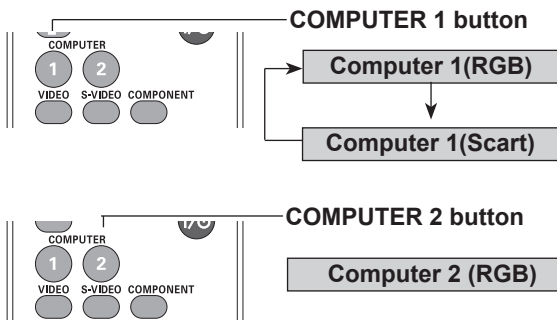 COMPUTER 1 button
COMPUTER
1 2
VIDEO S-VIDEO COMPONENT
Computer 1(RGB)
Computer 1(Scart)
COMPUTER 2 button
COMPUTER
1 2
VIDEO S-VIDEO COMPONENT
Computer 2 (RGB)